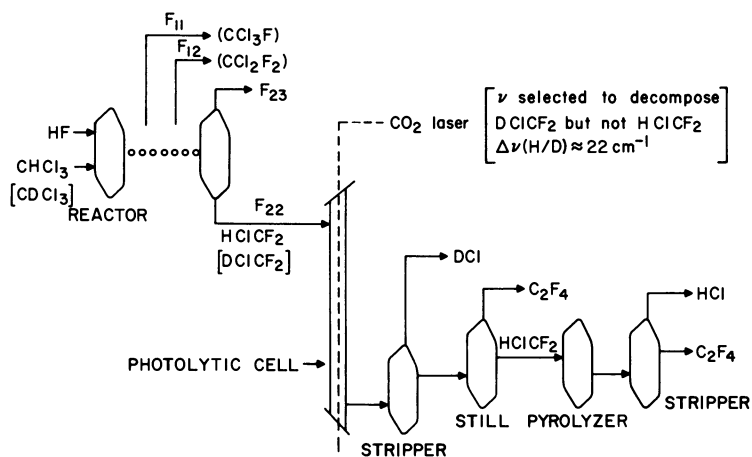 F₁₁
(CCl₃F)
F₁₂
(CCl₂F₂)
F₂₃
HF
CHCl₃
[CDCl₃]
REACTOR
CO₂ laser
[ν selected to decompose
DClCF₂ but not HClCF₂
Δν(H/D) ≈ 22 cm⁻¹]
F₂₂
HClCF₂
[DClCF₂]
PHOTOLYTIC CELL
DCl
STRIPPER
C₂F₄
HClCF₂
STILL
PYROLYZER
HCl
C₂F₄
STRIPPER